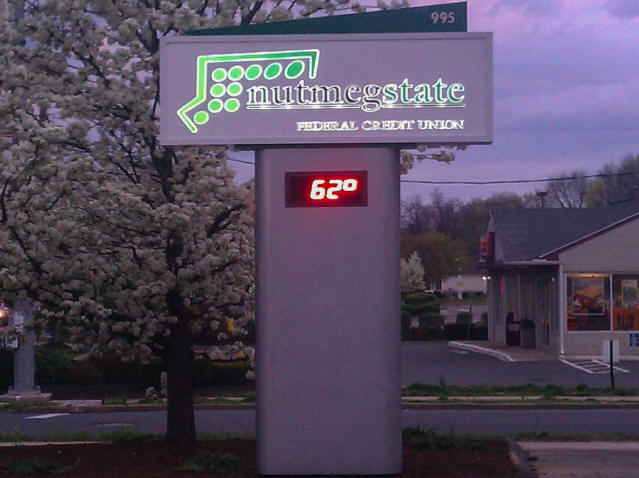 995
nutmegstate
FEDERAL CREDIT UNION
62°